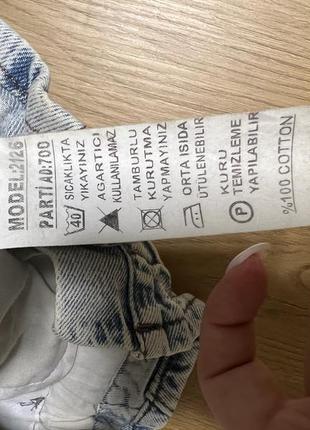 MODEL:2126
PARTİ AD:700
40
SICAKLIKTA
YIKAYINIZ
AGARTICI
KULLANILAMAZ
TAMBURLU
KURUTMA
YAPMAYINIZ
ORTA ISIDA
ÜTÜLENEBİLİR
P
KURU
TEMİZLEME
YAPILABİLİR
%100 COTTON